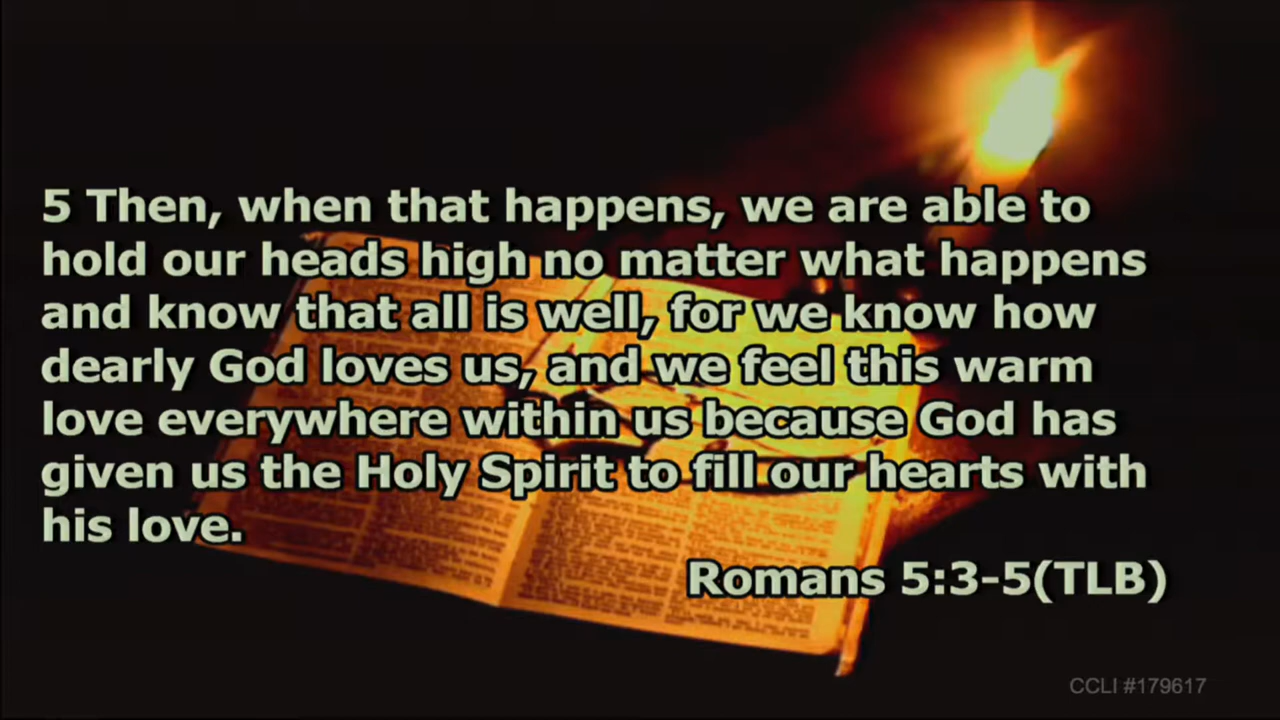 5 Then, when that happens, we are able to
hold our heads high no matter what happens
and know that all is well, for we know how
dearly God loves us, and we feel this warm
love everywhere within us because God has
given us the Holy Spirit to fill our hearts with
his love.
Romans 5:3-5(TLB)
CCLI #179617